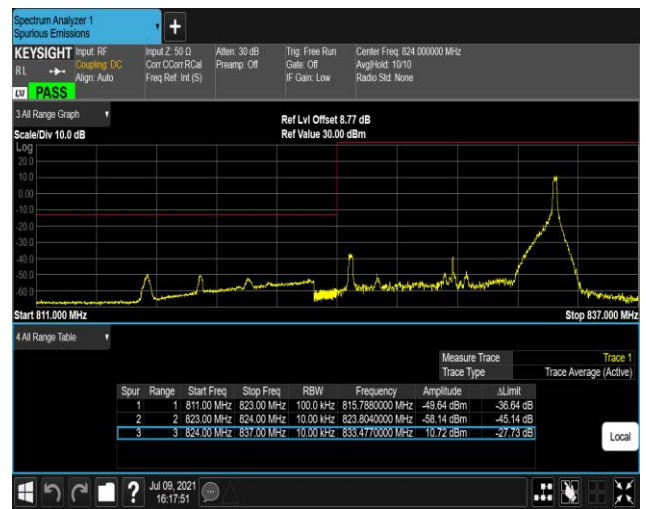 Spectrum Analyzer 1
Spurious Emissions
+
KEYSIGHT Input: RF Input Z: 50 Ω Atten: 30 dB Trig: Free Run Center Freq: 824.000000 MHz
R L Coupling: DC Corr CCorr RCal Preamp: Off Gate: Off Avg|Hold: 10/10
Align: Auto Freq Ref: Int (S) IF Gain: Low Radio Std: None
LXI PASS
3 All Range Graph
Ref Lvl Offset 8.77 dB
Scale/Div 10.0 dB Ref Value 30.00 dBm
Log
20.0
10.0
0.00
-10.0
-20.0
-30.0
-40.0
-50.0
-60.0
Start 811.000 MHz Stop 837.000 MHz
4 All Range Table
Measure Trace Trace 1
Trace Type Trace Average (Active)
Spur Range Start Freq Stop Freq RBW Frequency Amplitude ΔLimit
1 1 811.00 MHz 823.00 MHz 100.0 kHz 815.7880000 MHz -49.64 dBm -36.64 dB
2 2 823.00 MHz 824.00 MHz 10.00 kHz 823.8040000 MHz -58.14 dBm -45.14 dB
3 3 824.00 MHz 837.00 MHz 10.00 kHz 833.4770000 MHz 10.72 dBm -27.73 dB
Local
? Jul 09, 2021
16:17:51